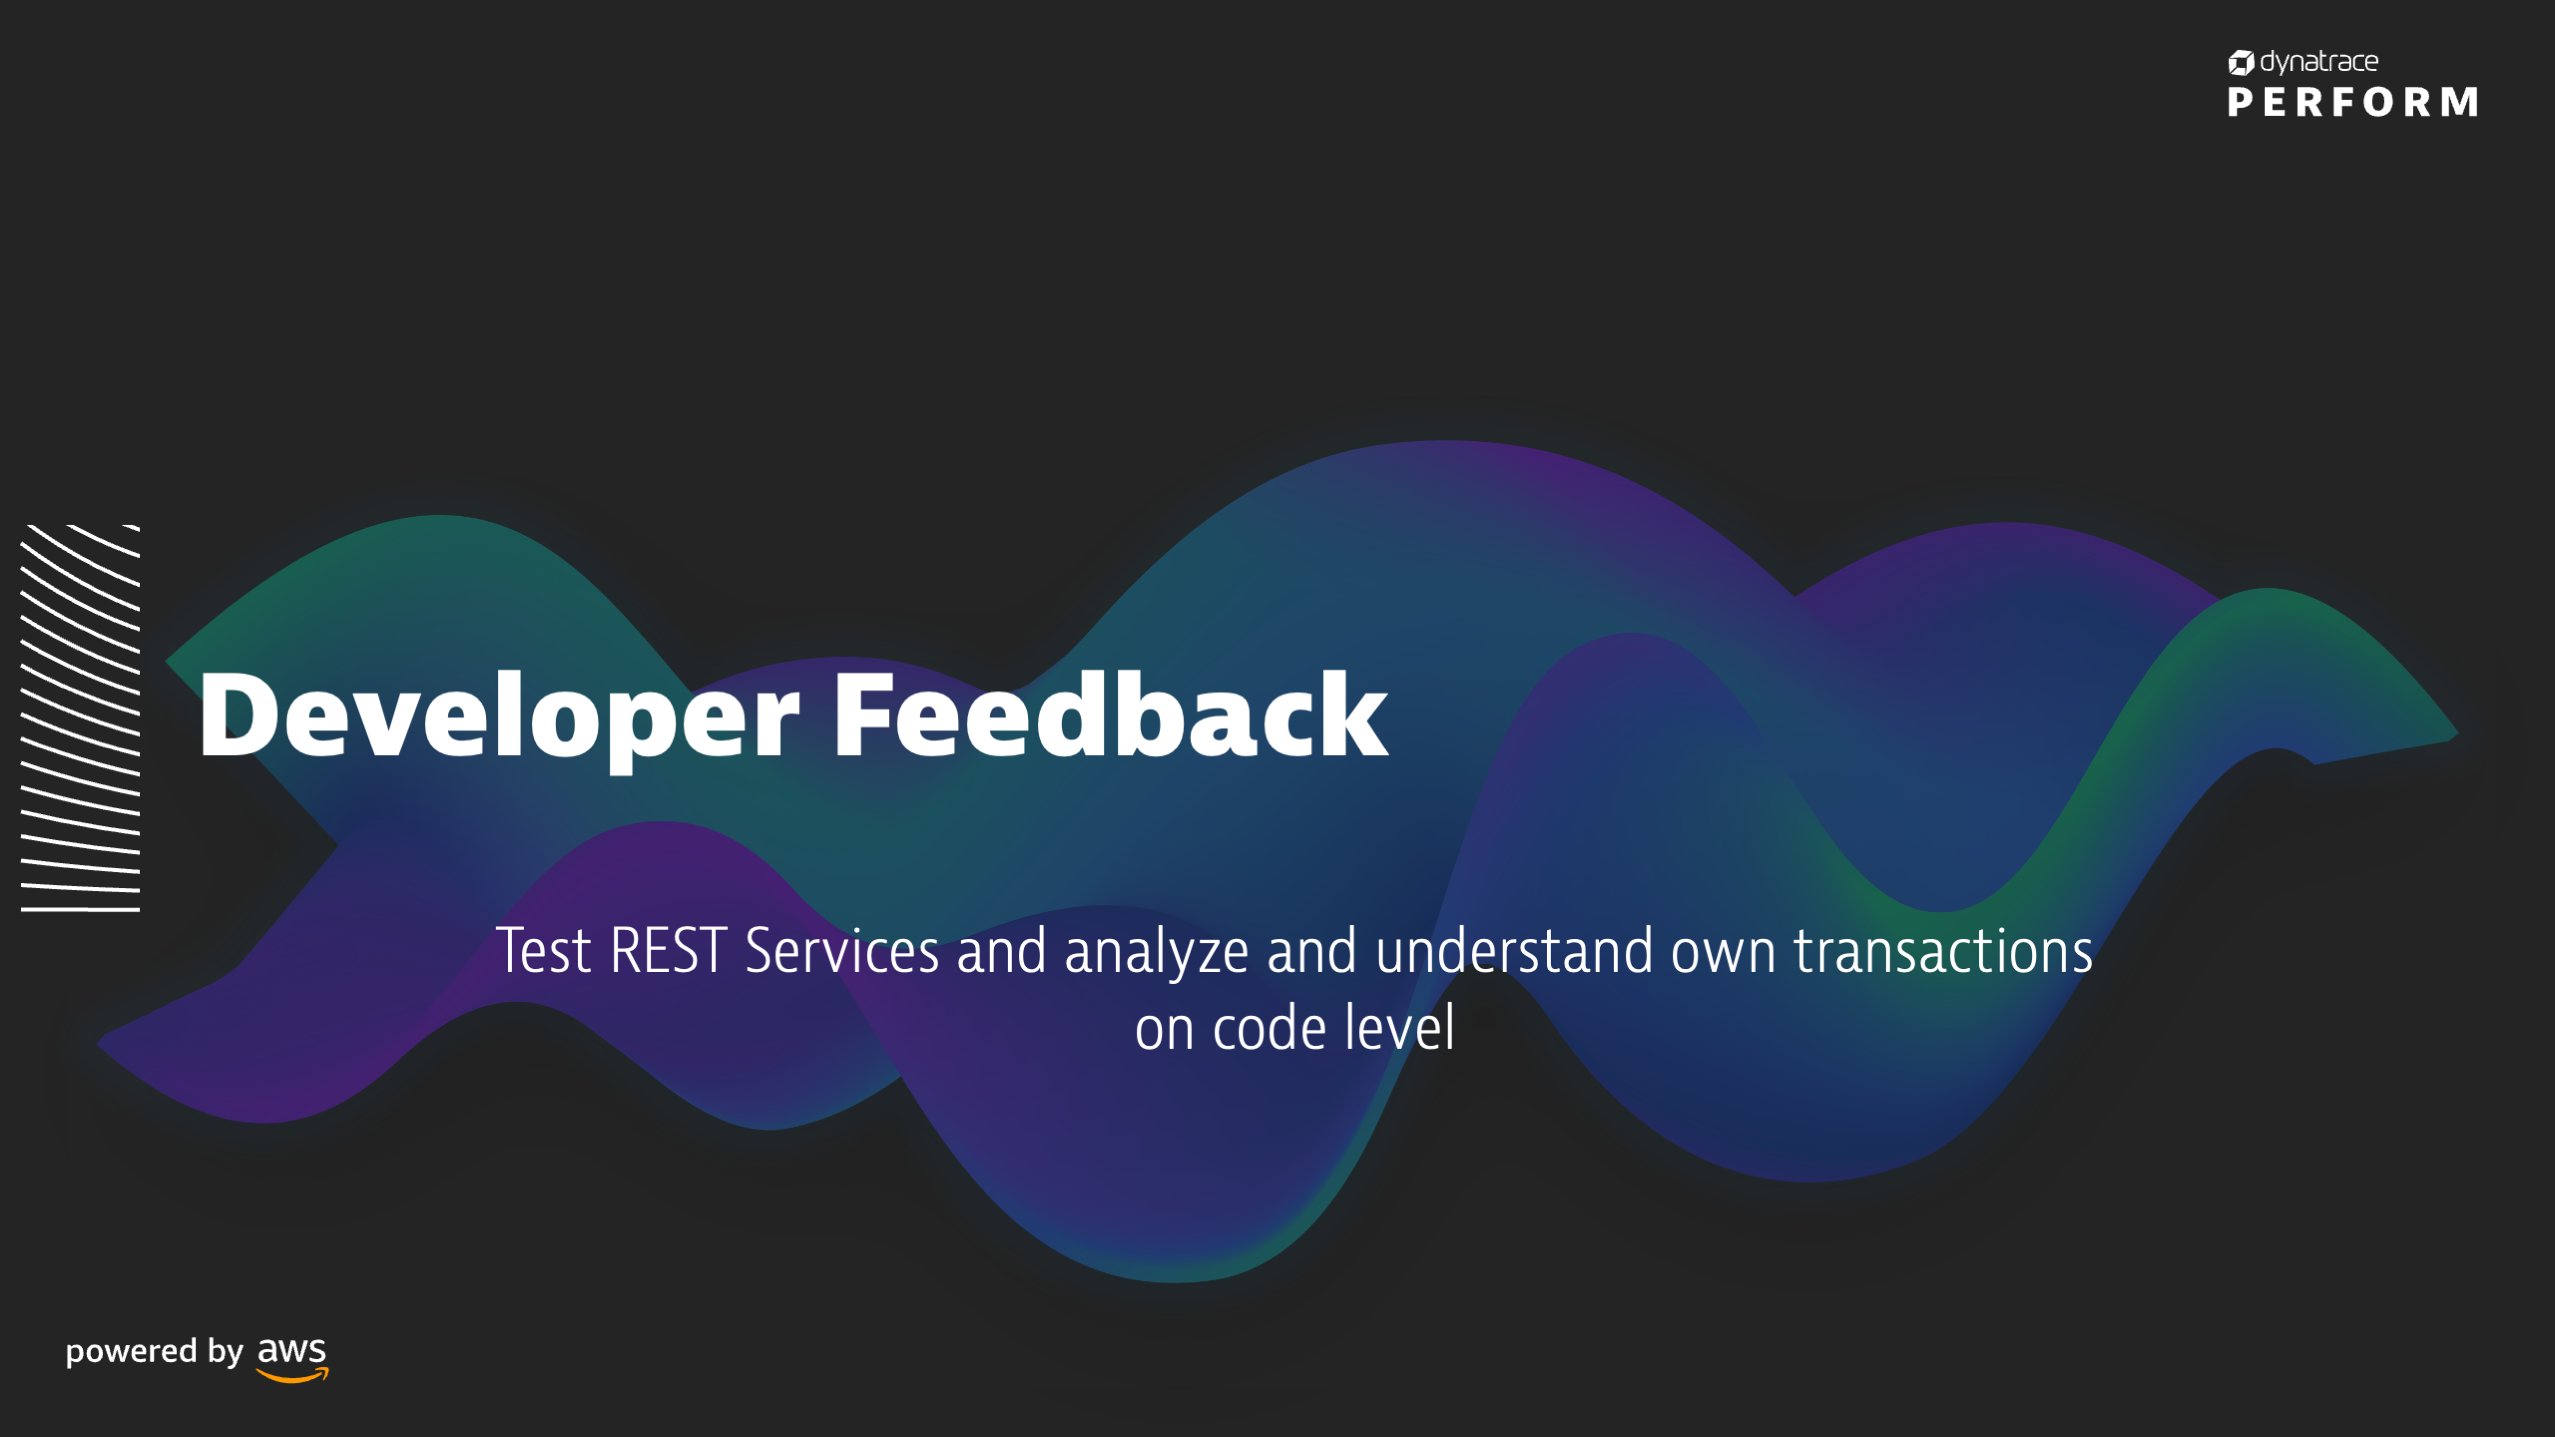 dynatrace
PERFORM
Developer Feedback
Test REST Services and analyze and understand own transactions
on code level
powered by aws